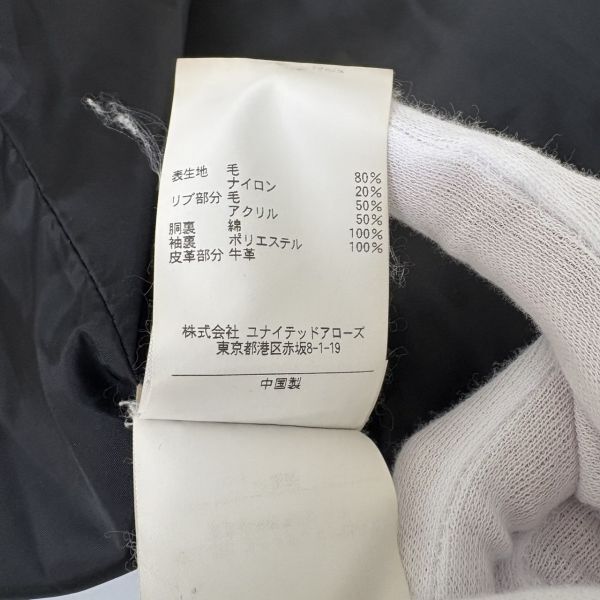 表生地 毛 80%
ナイロン 20%
リブ部分 毛 50%
アクリル 50%
胴裏 綿 100%
袖裏 ポリエステル 100%
皮革部分 牛革
株式会社 ユナイテッドアローズ
東京都港区赤坂8-1-19
中国製